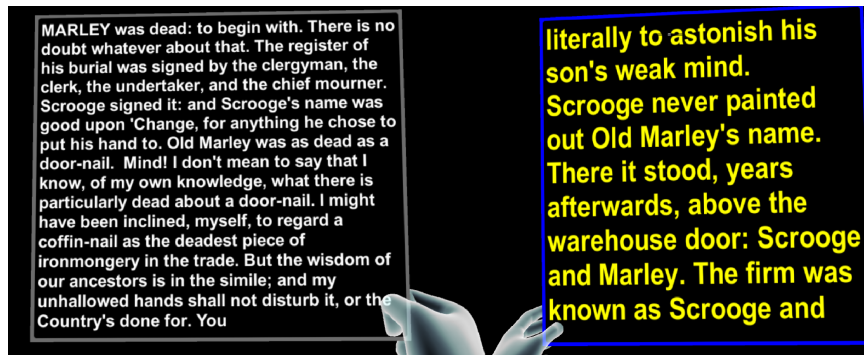 MARLEY was dead: to begin with. There is no
doubt whatever about that. The register of
his burial was signed by the clergyman, the
clerk, the undertaker, and the chief mourner.
Scrooge signed it: and Scrooge's name was
good upon 'Change, for anything he chose to
put his hand to. Old Marley was as dead as a
door-nail.  Mind! I don't mean to say that I
know, of my own knowledge, what there is
particularly dead about a door-nail. I might
have been inclined, myself, to regard a
coffin-nail as the deadest piece of
ironmongery in the trade. But the wisdom of
our ancestors is in the simile; and my
unhallowed hands shall not disturb it, or the
Country's done for. You
literally to astonish his
son's weak mind.
Scrooge never painted
out Old Marley's name.
There it stood, years
afterwards, above the
warehouse door: Scrooge
and Marley. The firm was
known as Scrooge and